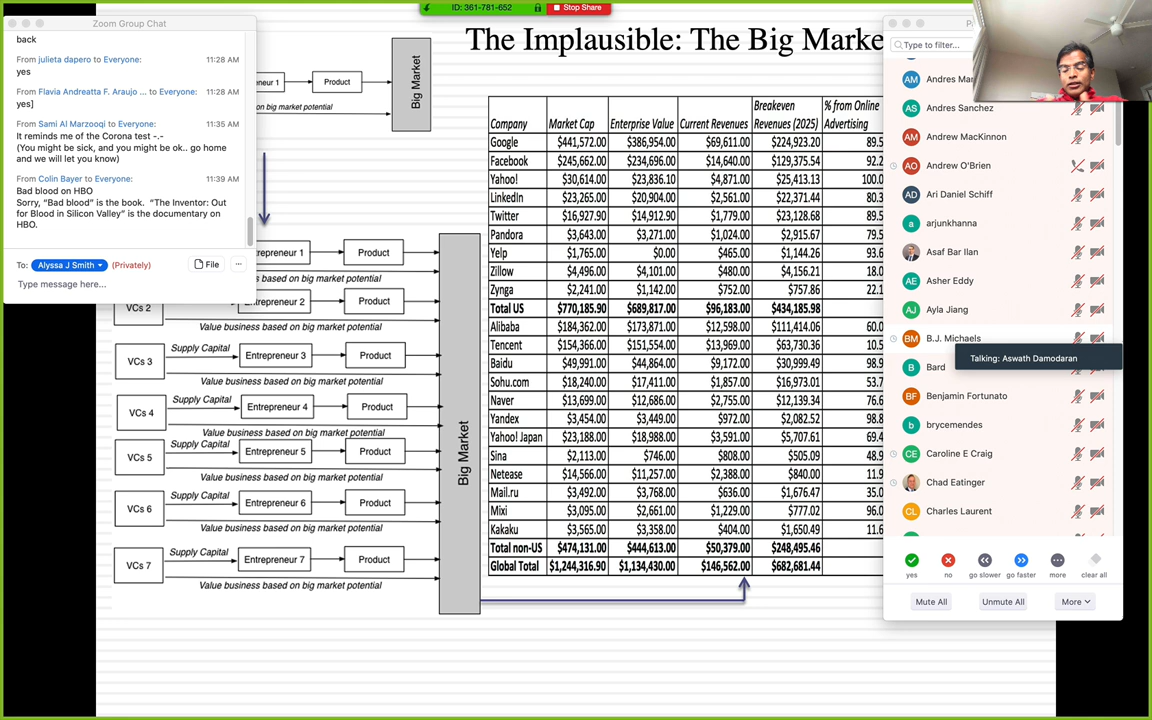 ID: 361-781-652
Stop Share
Zoom Group Chat
back
From julieta dapero to Everyone: 11:28 AM
yes
From Flavia Andreatta F. Araujo ... to Everyone: 11:28 AM
yes]
From Sami Al Marzooqi to Everyone: 11:35 AM
It reminds me of the Corona test -.-
(You might be sick, and you might be ok.. go home
and we will let you know)
From Colin Bayer to Everyone: 11:39 AM
Bad blood on HBO
Sorry, “Bad blood” is the book. “The Inventor: Out
for Blood in Silicon Valley” is the documentary on
HBO.
To: Alyssa J Smith (Privately) File
Type message here...
The Implausible: The Big Marke
Product
Big Market
on big market potential
Entrepreneur 1 Product
ss based on big market potential
VCs 2 Entrepreneur 2 Product
Value business based on big market potential
VCs 3 Supply Capital Entrepreneur 3 Product
Value business based on big market potential
VCs 4 Supply Capital Entrepreneur 4 Product
Value business based on big market potential
VCs 5 Supply Capital Entrepreneur 5 Product
Value business based on big market potential
VCs 6 Supply Capital Entrepreneur 6 Product
Value business based on big market potential
VCs 7 Supply Capital Entrepreneur 7 Product
Value business based on big market potential
Big Market
Company Market Cap Enterprise Value Current Revenues Breakeven Revenues (2025) % from Online Advertising
Google $441,572.00 $386,954.00 $69,611.00 $224,923.20 89.5
Facebook $245,662.00 $234,696.00 $14,640.00 $129,375.54 92.2
Yahoo! $30,614.00 $23,836.10 $4,871.00 $25,413.13 100.0
LinkedIn $23,265.00 $20,904.00 $2,561.00 $22,371.44 80.3
Twitter $16,927.90 $14,912.90 $1,779.00 $23,128.68 89.5
Pandora $3,643.00 $3,271.00 $1,024.00 $2,915.67 79.5
Yelp $1,765.00 $0.00 $465.00 $1,144.26 93.6
Zillow $4,496.00 $4,101.00 $480.00 $4,156.21 18.0
Zynga $2,241.00 $1,142.00 $752.00 $757.86 22.1
Total US $770,185.90 $689,817.00 $96,183.00 $434,185.98
Alibaba $184,362.00 $173,871.00 $12,598.00 $111,414.06 60.0
Tencent $154,366.00 $151,554.00 $13,969.00 $63,730.36 10.5
Baidu $49,991.00 $44,864.00 $9,172.00 $30,999.49 98.9
Sohu.com $18,240.00 $17,411.00 $1,857.00 $16,973.01 53.7
Naver $13,699.00 $12,686.00 $2,755.00 $12,139.34 76.6
Yandex $3,454.00 $3,449.00 $972.00 $2,082.52 98.8
Yahoo! Japan $23,188.00 $18,988.00 $3,591.00 $5,707.61 69.4
Sina $2,113.00 $746.00 $808.00 $505.09 48.9
Netease $14,566.00 $11,257.00 $2,388.00 $840.00 11.9
Mail.ru $3,492.00 $3,768.00 $636.00 $1,676.47 35.0
Mixi $3,095.00 $2,661.00 $1,229.00 $777.02 96.0
Kakaku $3,565.00 $3,358.00 $404.00 $1,650.49 11.6
Total non-US $474,131.00 $444,613.00 $50,379.00 $248,495.46
Global Total $1,244,316.90 $1,134,430.00 $146,562.00 $682,681.44
Type to filter...
AM Andres Mar
AS Andres Sanchez
AM Andrew MacKinnon
AO Andrew O'Brien
AD Ari Daniel Schiff
a arjunkhanna
Asaf Bar Ilan
AE Asher Eddy
AJ Ayla Jiang
BM B.J. Michaels
Talking: Aswath Damodaran
B Bard
BF Benjamin Fortunato
b brycemendes
CE Caroline E Craig
Chad Eatinger
CL Charles Laurent
yes no go slower go faster more clear all
Mute All Unmute All More